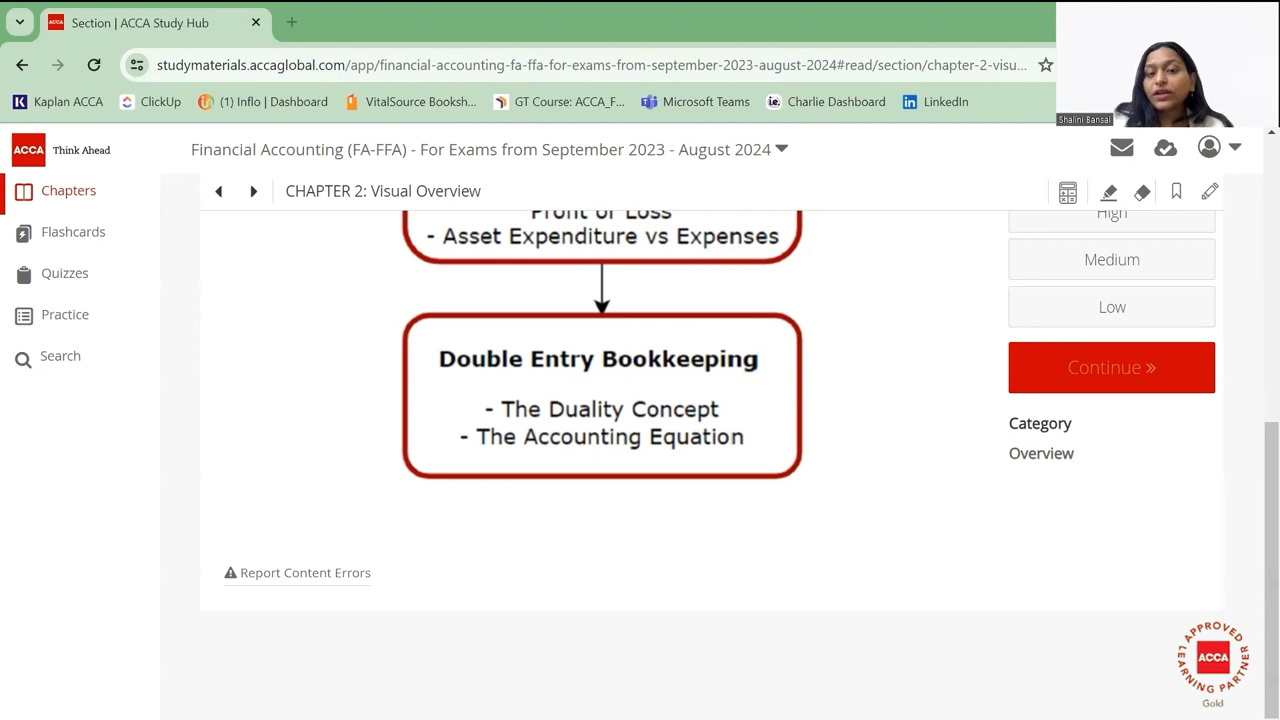 Section | ACCA Study Hub
studymaterials.accaglobal.com/app/financial-accounting-fa-ffa-for-exams-from-september-2023-august-2024#read/section/chapter-2-visu...
Kaplan ACCA
ClickUp
(1) Inflo | Dashboard
VitalSource Booksh...
GT Course: ACCA_F...
Microsoft Teams
Charlie Dashboard
LinkedIn
Shalini Bansal
ACCA
Think Ahead
Financial Accounting (FA-FFA) - For Exams from September 2023 - August 2024
Chapters
Flashcards
Quizzes
Practice
Search
CHAPTER 2: Visual Overview
Profit or Loss
- Asset Expenditure vs Expenses
Double Entry Bookkeeping
- The Duality Concept
- The Accounting Equation
Report Content Errors
High
Medium
Low
Continue »
Category
Overview
APPROVED
ACCA
LEARNING PARTNER
Gold